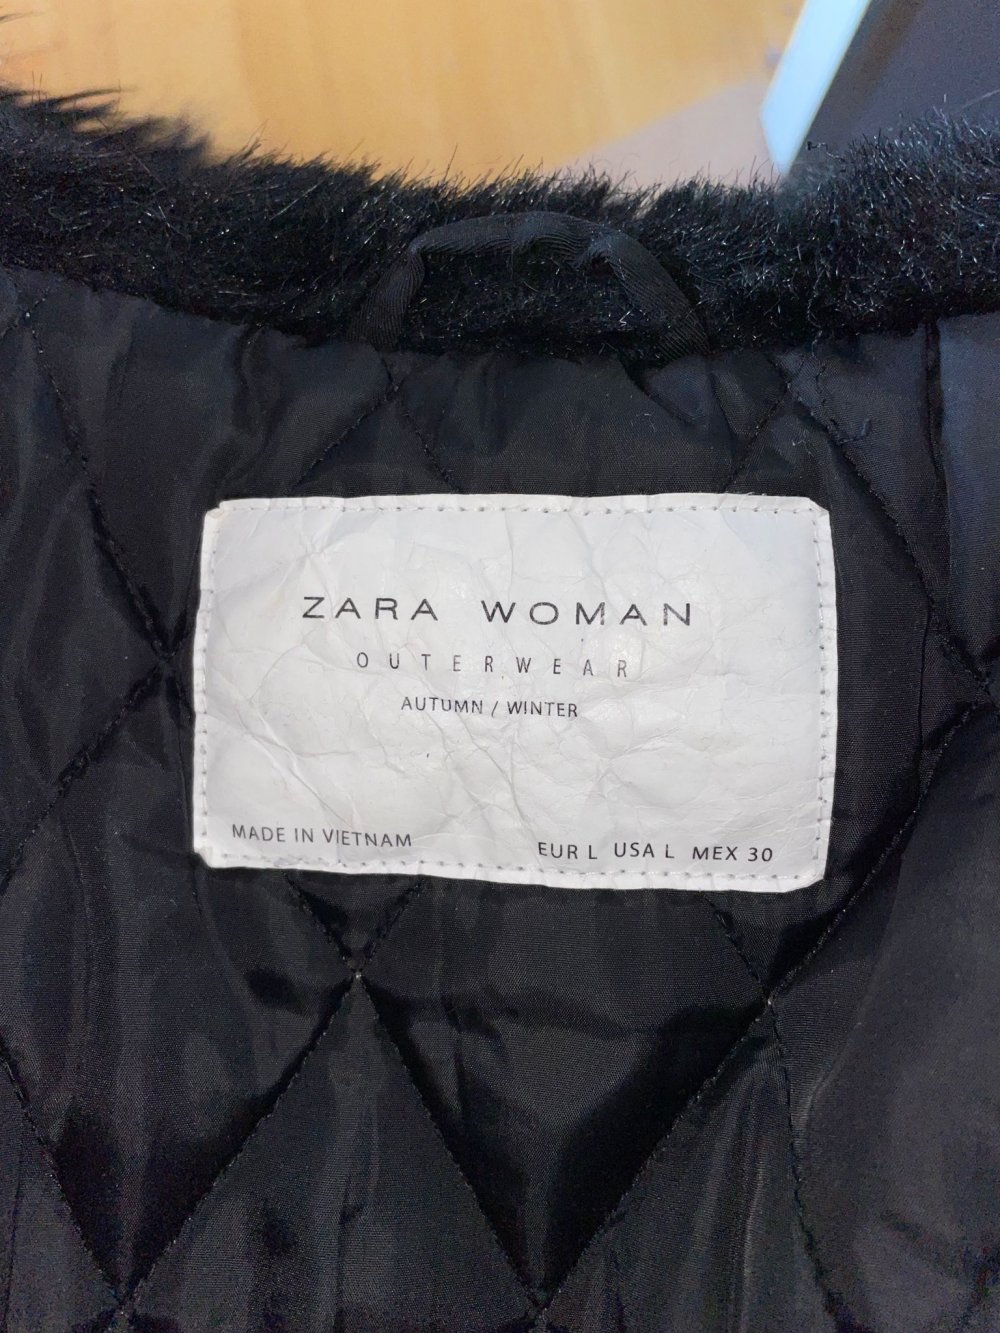 ZARA WOMAN
OUTERWEAR
AUTUMN / WINTER
MADE IN VIETNAM
EUR L USA L MEX 30